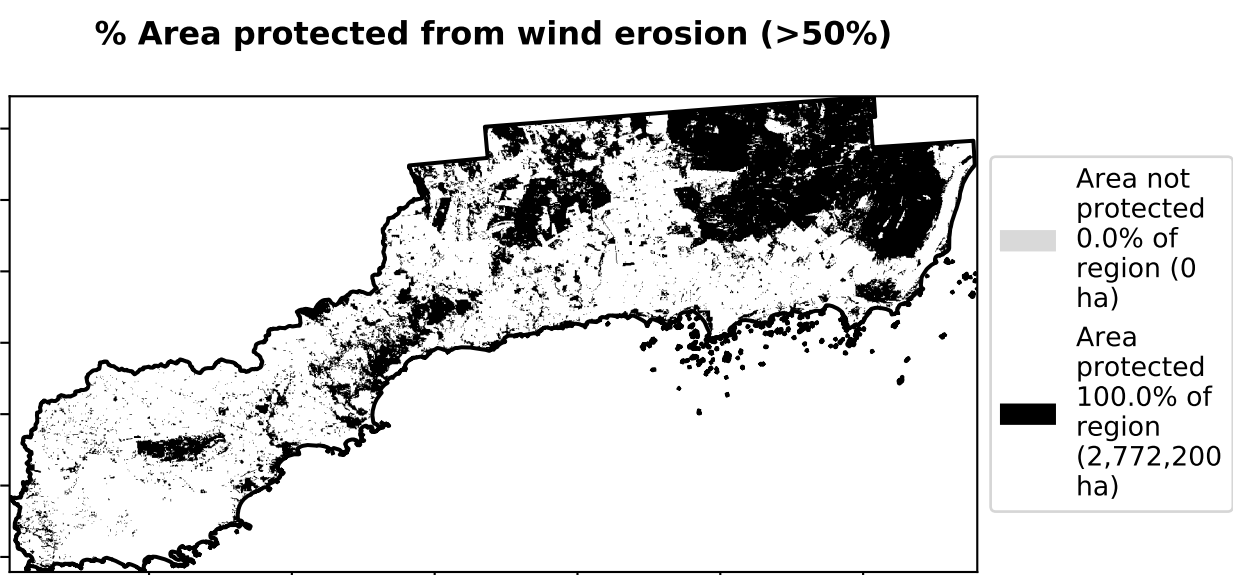 % Area protected from wind erosion (>50%)
Area not
protected
0.0% of
region (0
ha)
Area
protected
100.0% of
region
(2,772,200
ha)